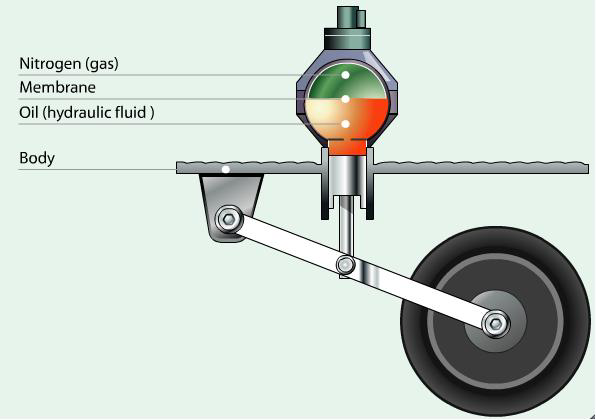 Nitrogen (gas)
Membrane
Oil (hydraulic fluid )
Body